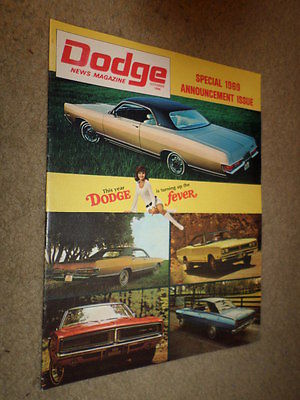 Dodge
NEWS MAGAZINE
SPECIAL 1969
ANNOUNCEMENT ISSUE
This year
DODGE
is turning up the
fever.